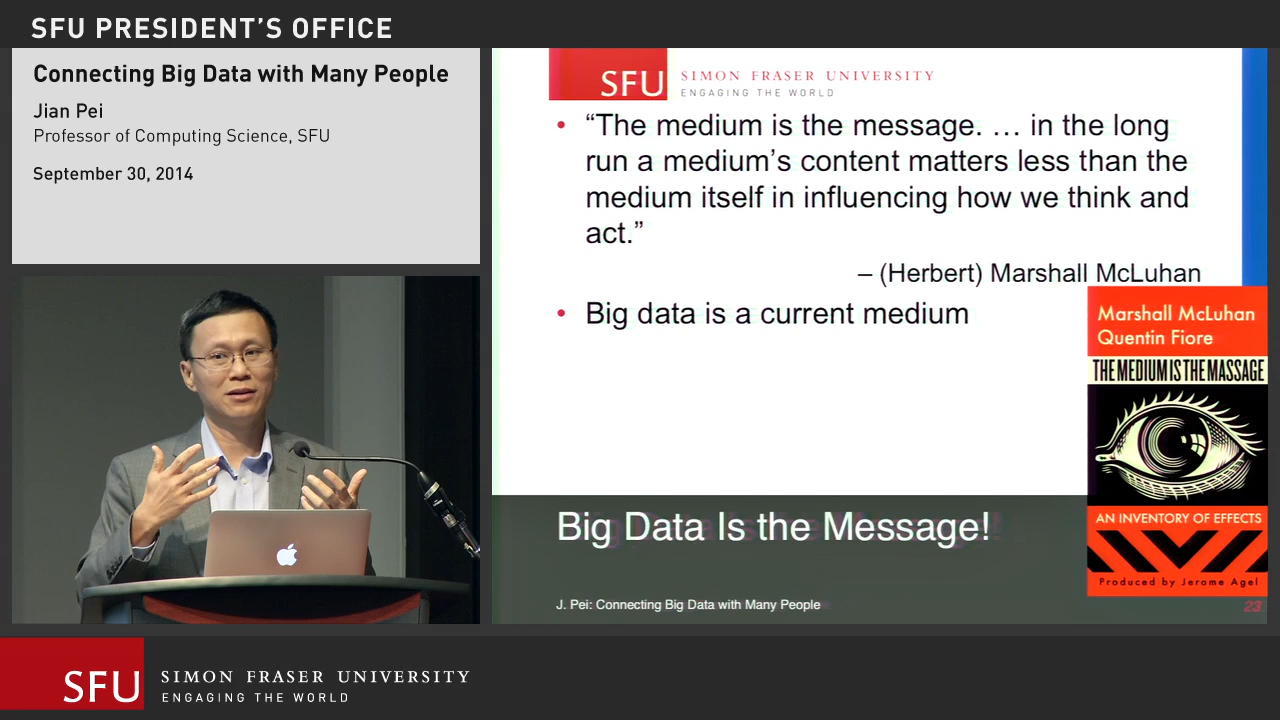 SFU PRESIDENT'S OFFICE
Connecting Big Data with Many People
Jian Pei
Professor of Computing Science, SFU
September 30, 2014
SFU SIMON FRASER UNIVERSITY
ENGAGING THE WORLD
• “The medium is the message. … in the long
run a medium’s content matters less than the
medium itself in influencing how we think and
act.”
– (Herbert) Marshall McLuhan
• Big data is a current medium
Marshall McLuhan
Quentin Fiore
THE MEDIUM IS THE MASSAGE
AN INVENTORY OF EFFECTS
Produced by Jerome Agel
Big Data Is the Message!
J. Pei: Connecting Big Data with Many People
23
SFU SIMON FRASER UNIVERSITY
ENGAGING THE WORLD